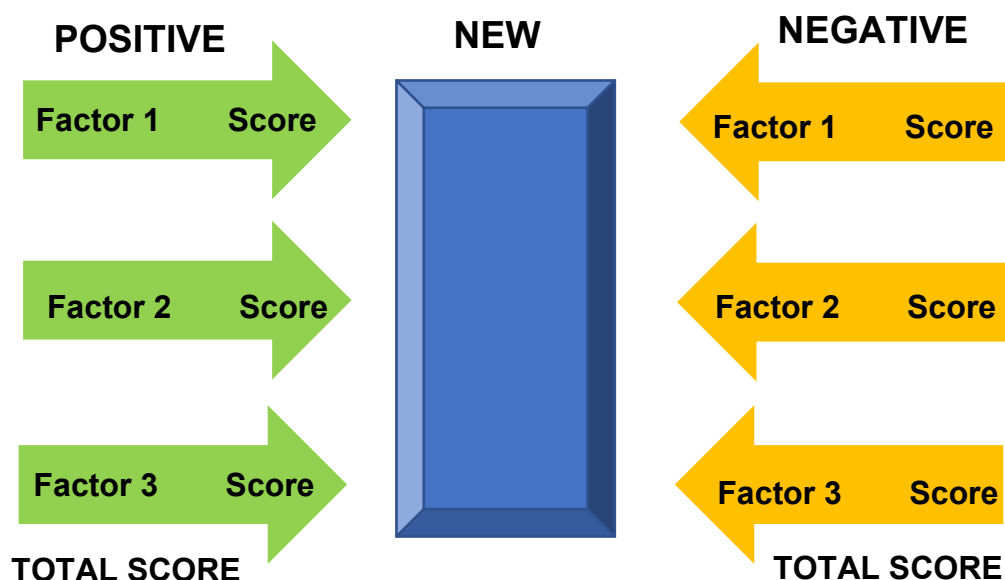 POSITIVE
NEW
NEGATIVE
Factor 1 Score
Factor 1 Score
Factor 2 Score
Factor 2 Score
Factor 3 Score
Factor 3 Score
TOTAL SCORE
TOTAL SCORE